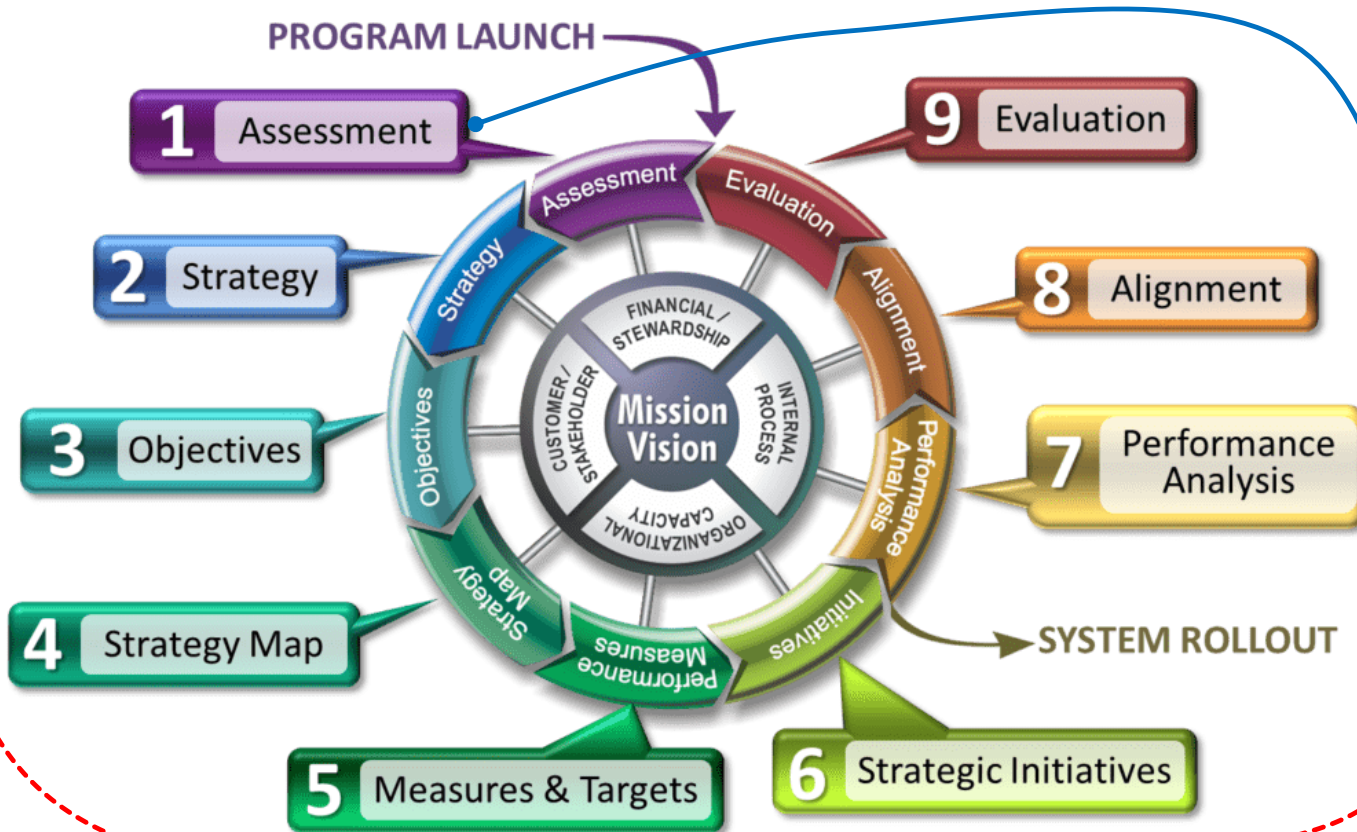 PROGRAM LAUNCH
1 Assessment
2 Strategy
3 Objectives
4 Strategy Map
5 Measures & Targets
6 Strategic Initiatives
7 Performance
Analysis
8 Alignment
9 Evaluation
SYSTEM ROLLOUT
Assessment
Strategy
Objectives
Strategy
Map
Performance
Measures
Initiatives
Performance
Analysis
Alignment
Evaluation
FINANCIAL /
STEWARDSHIP
INTERNAL
PROCESS
ORGANIZATIONAL
CAPACITY
CUSTOMER /
STAKEHOLDER
Mission
Vision